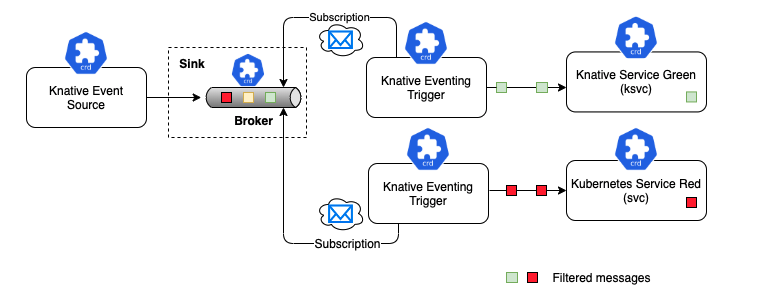 Subscription
crd
crd
crd
crd
Sink
Knative Event
Source
Knative Eventing
Trigger
Knative Service Green
(ksvc)
Broker
crd
crd
Knative Eventing
Trigger
Kubernetes Service Red
(svc)
Subscription
Filtered messages